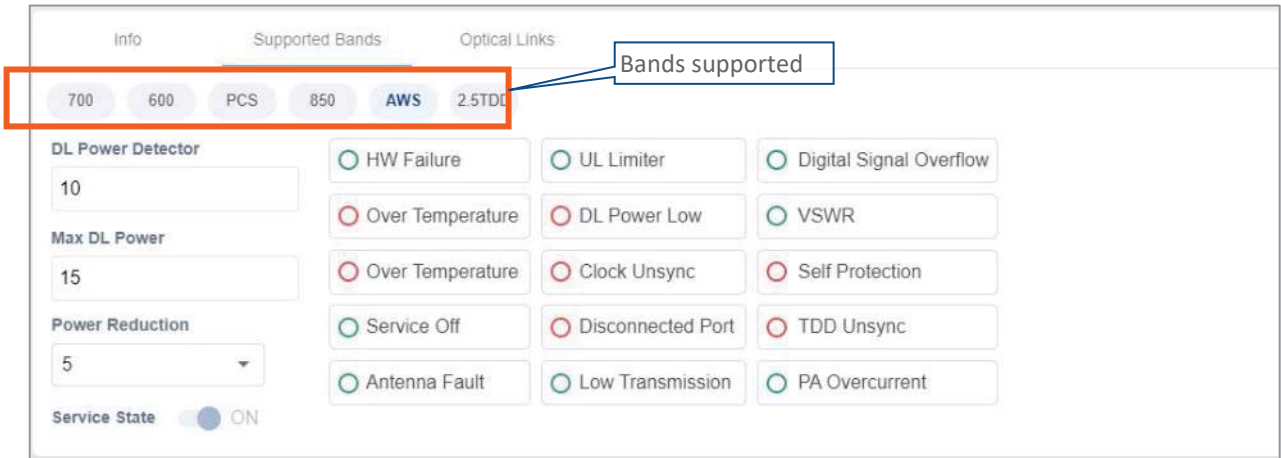 Info Supported Bands Optical Links
Bands supported
700 600 PCS 850 AWS 2.5TDD
DL Power Detector
10
Max DL Power
15
Power Reduction
5
Service State ON
HW Failure UL Limiter Digital Signal Overflow
Over Temperature DL Power Low VSWR
Over Temperature Clock Unsync Self Protection
Service Off Disconnected Port TDD Unsync
Antenna Fault Low Transmission PA Overcurrent